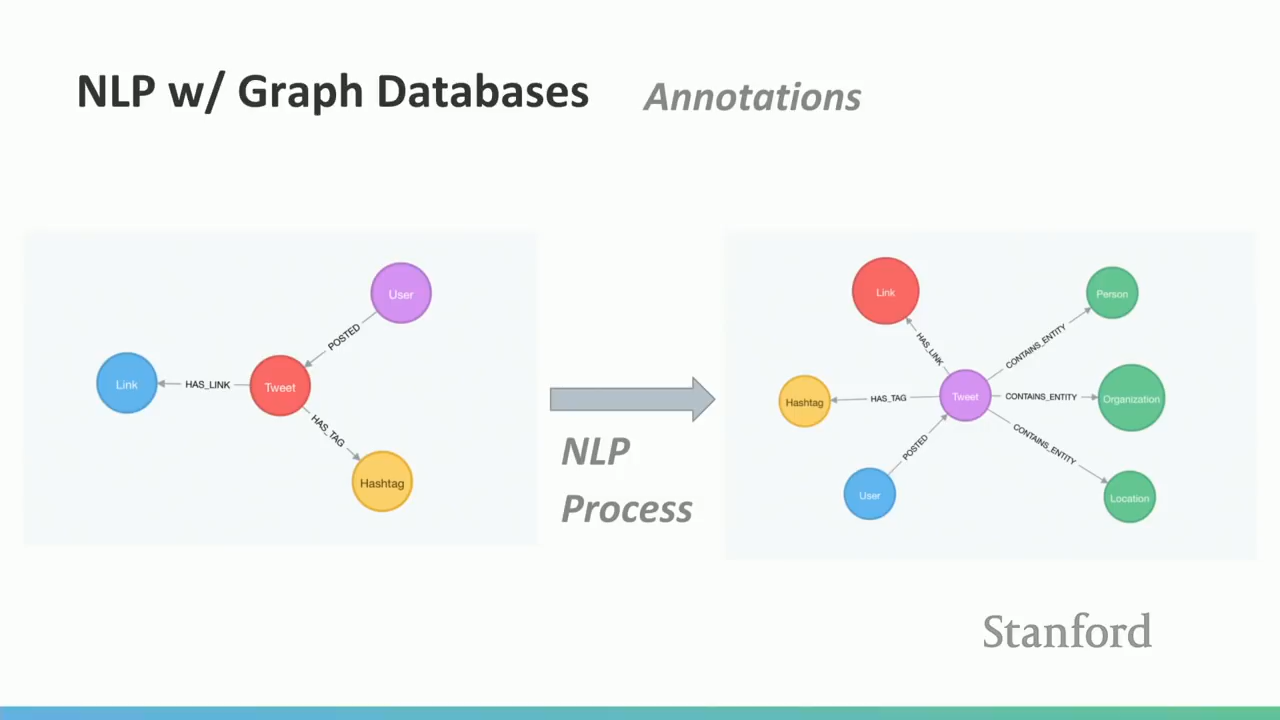 NLP w/ Graph Databases Annotations
User
POSTED
Link
HAS_LINK
Tweet
HAS_TAG
Hashtag
NLP
Process
Link
Person
HAS_LINK
CONTAINS_ENTITY
Hashtag
HAS_TAG
Tweet
CONTAINS_ENTITY
Organization
POSTED
CONTAINS_ENTITY
User
Location
Stanford